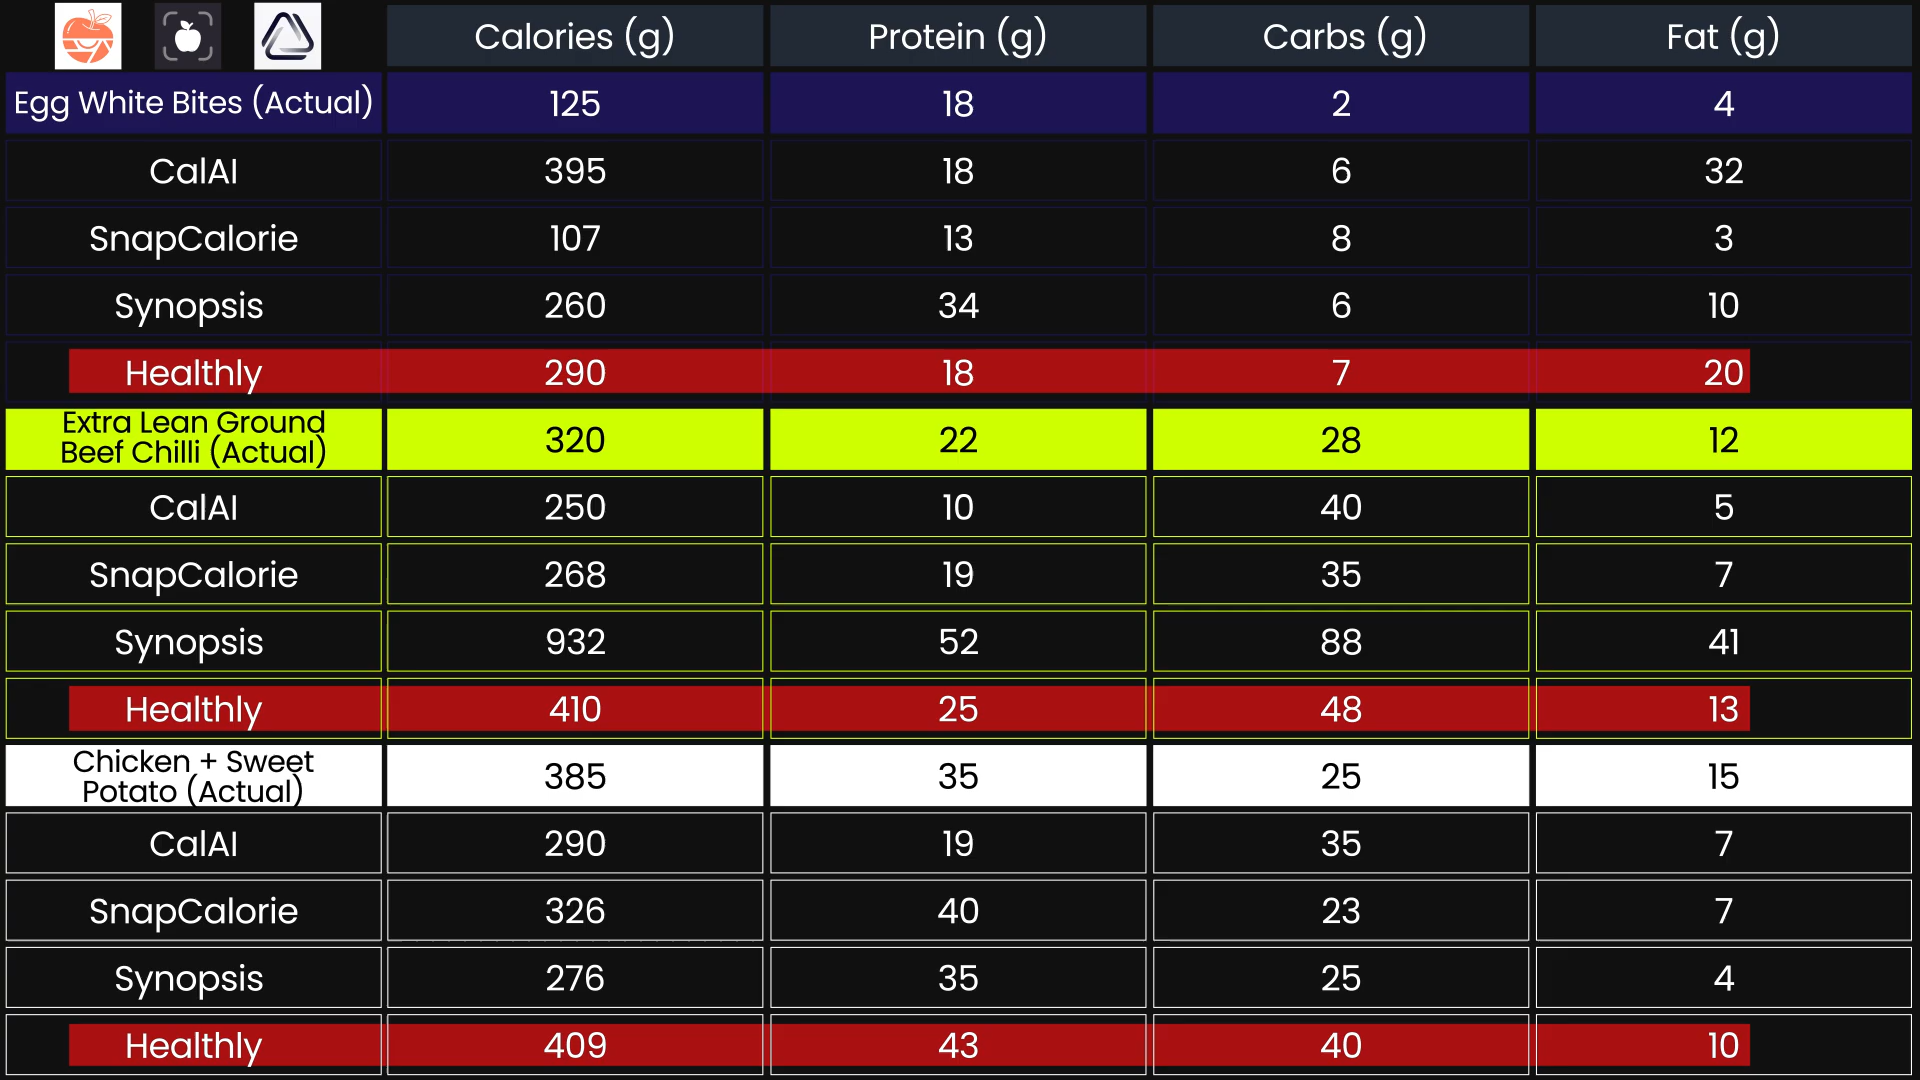 Calories (g) Protein (g) Carbs (g) Fat (g)
Egg White Bites (Actual) 125 18 2 4
CalAI 395 18 6 32
SnapCalorie 107 13 8 3
Synopsis 260 34 6 10
Healthly 290 18 7 20
Extra Lean Ground
Beef Chilli (Actual) 320 22 28 12
CalAI 250 10 40 5
SnapCalorie 268 19 35 7
Synopsis 932 52 88 41
Healthly 410 25 48 13
Chicken + Sweet
Potato (Actual) 385 35 25 15
CalAI 290 19 35 7
SnapCalorie 326 40 23 7
Synopsis 276 35 25 4
Healthly 409 43 40 10